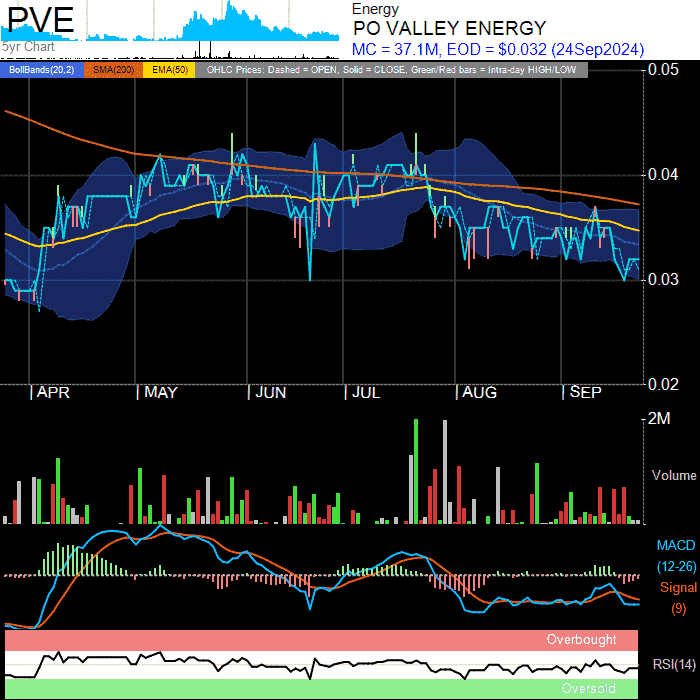 PVE
5yr Chart
Energy
PO VALLEY ENERGY
MC = 37.1M, EOD = $0.032 (24Sep2024)
BollBands(20,2) SMA(200) EMA(50) OHLC Prices: Dashed = OPEN, Solid = CLOSE, Green/Red bars = Intra-day HIGH/LOW
0.05
0.04
0.03
0.02
APR MAY JUN JUL AUG SEP
2M
Volume
MACD
(12-26)
Signal
(9)
Overbought
RSI(14)
Oversold